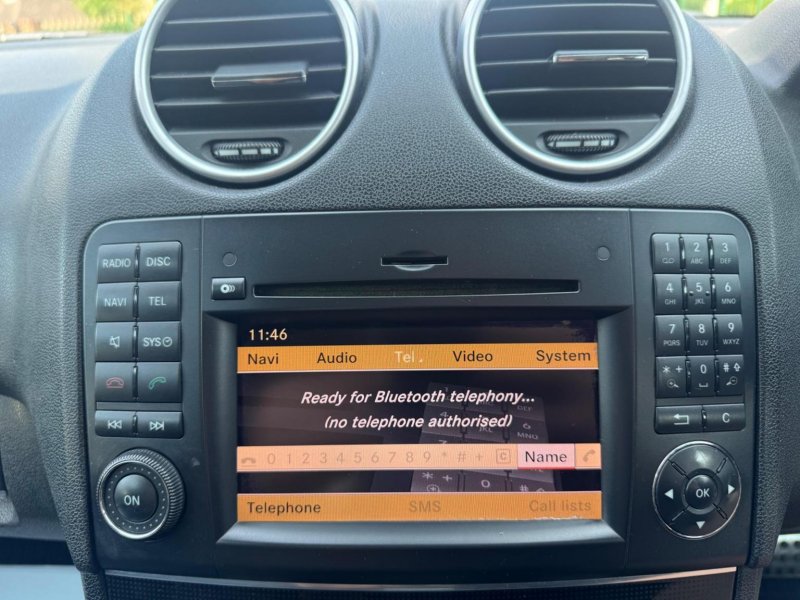 RADIO DISC
NAVI TEL
SYS
ON
11:46
Navi Audio Tel Video System
Ready for Bluetooth telephony...
(no telephone authorised)
0 1 2 3 4 5 6 7 8 9 * # + C Name
Telephone SMS Call lists
1 2 3
ABC DEF
4 5 6
GHI JKL MNO
7 8 9
PQRS TUV WXYZ
* + 0 #
C
OK